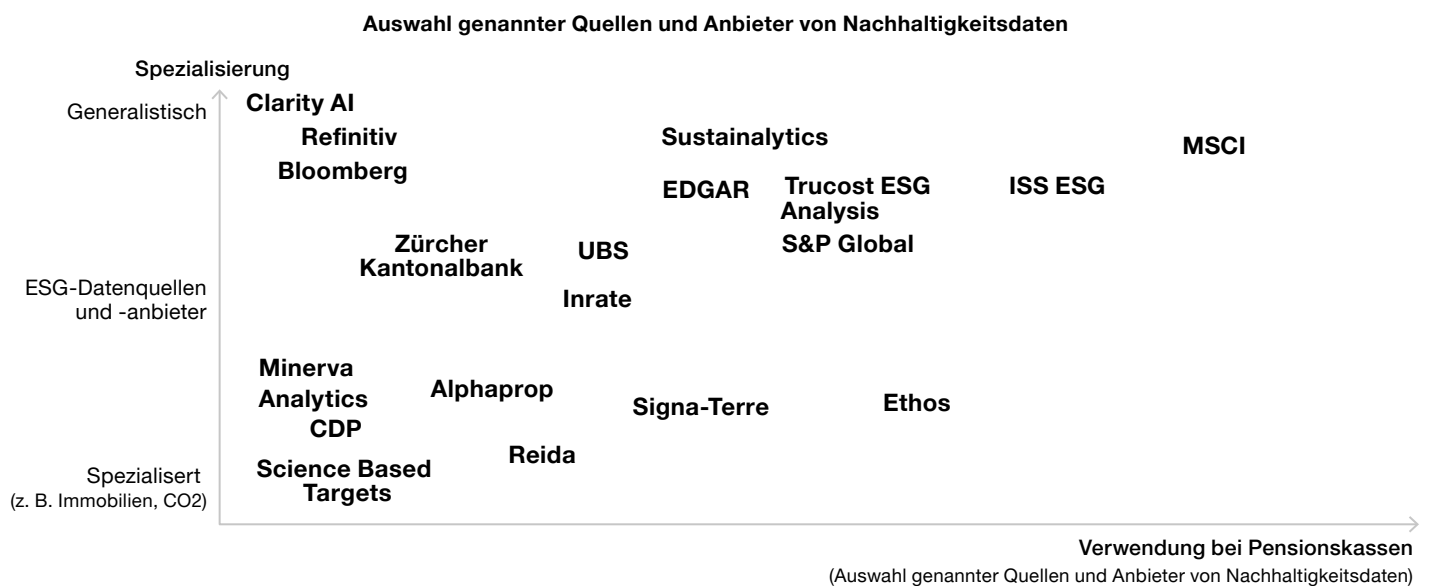 Auswahl genannter Quellen und Anbieter von Nachhaltigkeitsdaten
Spezialisierung
Generalistisch
Clarity AI
Refinitiv
Sustainalytics
MSCI
Bloomberg
EDGAR
Trucost ESG
Analysis
ISS ESG
Zürcher
Kantonalbank
UBS
S&P Global
ESG-Datenquellen
und -anbieter
Inrate
Minerva
Analytics
Alphaprop
CDP
Signa-Terre
Ethos
Reida
Science Based
Targets
Spezialisert
(z. B. Immobilien, CO2)
Verwendung bei Pensionskassen
(Auswahl genannter Quellen und Anbieter von Nachhaltigkeitsdaten)